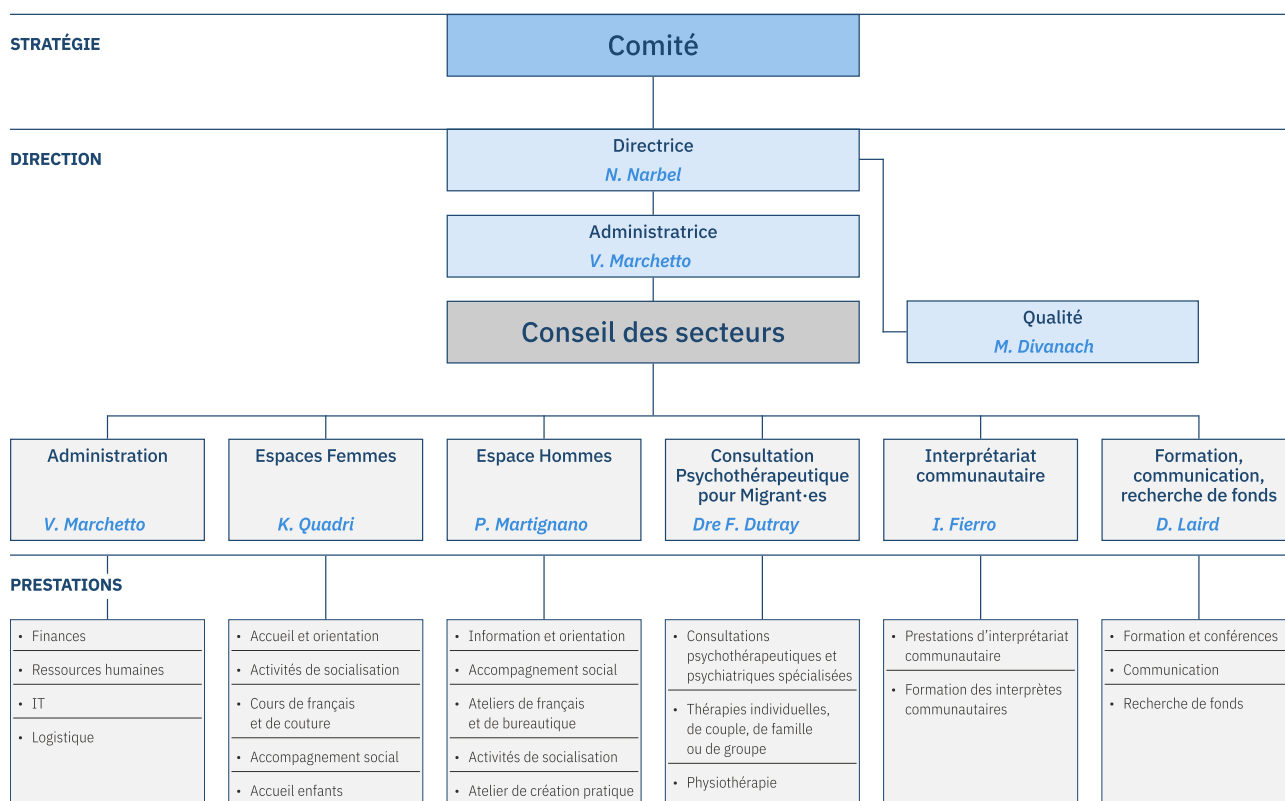 STRATÉGIE
Comité
DIRECTION
Directrice
N. Narbel
Administratrice
V. Marchetto
Conseil des secteurs
Qualité
M. Divanach
Administration
V. Marchetto
Espaces Femmes
K. Quadri
Espace Hommes
P. Martignano
Consultation
Psychothérapeutique
pour Migrant·es
Dre F. Dutray
Interprétariat
communautaire
I. Fierro
Formation,
communication,
recherche de fonds
D. Laird
PRESTATIONS
• Finances
• Ressources humaines
• IT
• Logistique
• Accueil et orientation
• Activités de socialisation
• Cours de français
et de couture
• Accompagnement social
• Accueil enfants
• Information et orientation
• Accompagnement social
• Ateliers de français
et de bureautique
• Activités de socialisation
• Atelier de création pratique
• Consultations
psychothérapeutiques et
psychiatriques spécialisées
• Thérapies individuelles,
de couple, de famille
ou de groupe
• Physiothérapie
• Prestations d’interprétariat
communautaire
• Formation des interprètes
communautaires
• Formation et conférences
• Communication
• Recherche de fonds